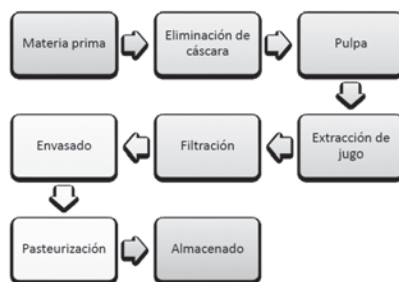 Materia prima
Eliminación de
cáscara
Pulpa
Extracción de
jugo
Filtración
Envasado
Pasteurización
Almacenado